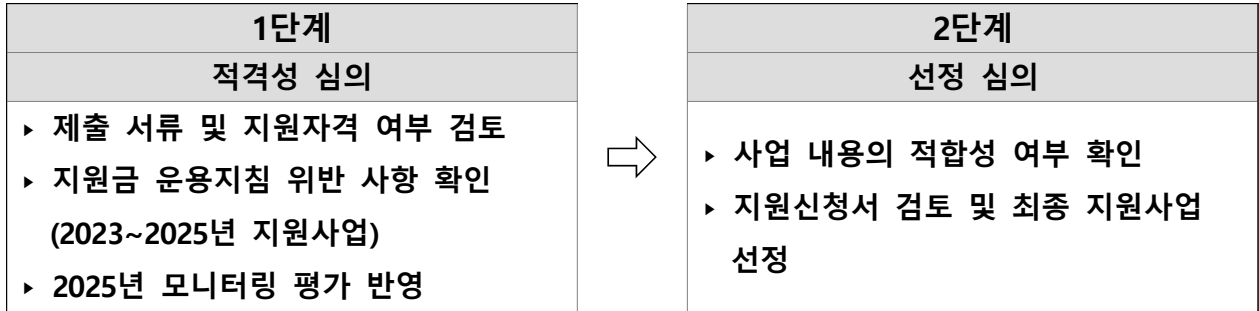 1단계
적격성 심의
▸ 제출 서류 및 지원자격 여부 검토
▸ 지원금 운용지침 위반 사항 확인
(2023~2025년 지원사업)
▸ 2025년 모니터링 평가 반영
2단계
선정 심의
▸ 사업 내용의 적합성 여부 확인
▸ 지원신청서 검토 및 최종 지원사업
선정